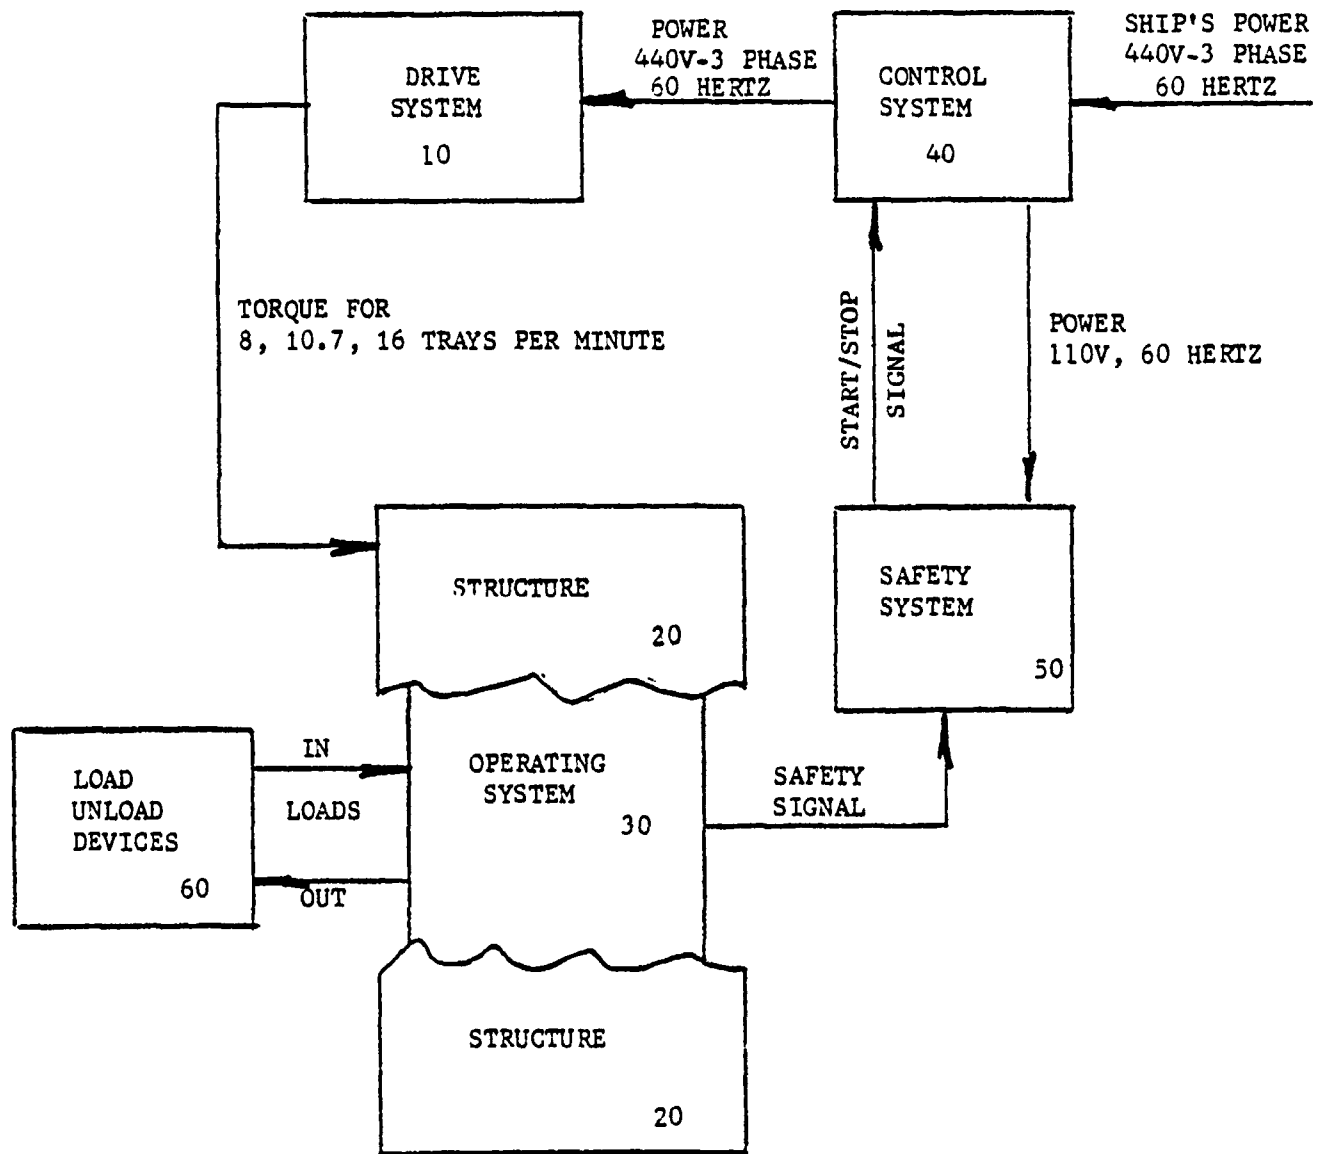 POWER
440V-3 PHASE
60 HERTZ
SHIP'S POWER
440V-3 PHASE
60 HERTZ
DRIVE
SYSTEM
10
CONTROL
SYSTEM
40
TORQUE FOR
8, 10.7, 16 TRAYS PER MINUTE
START/STOP
SIGNAL
POWER
110V, 60 HERTZ
STRUCTURE
20
SAFETY
SYSTEM
50
LOAD
UNLOAD
DEVICES
60
IN
LOADS
OUT
OPERATING
SYSTEM
30
SAFETY
SIGNAL
STRUCTURE
20